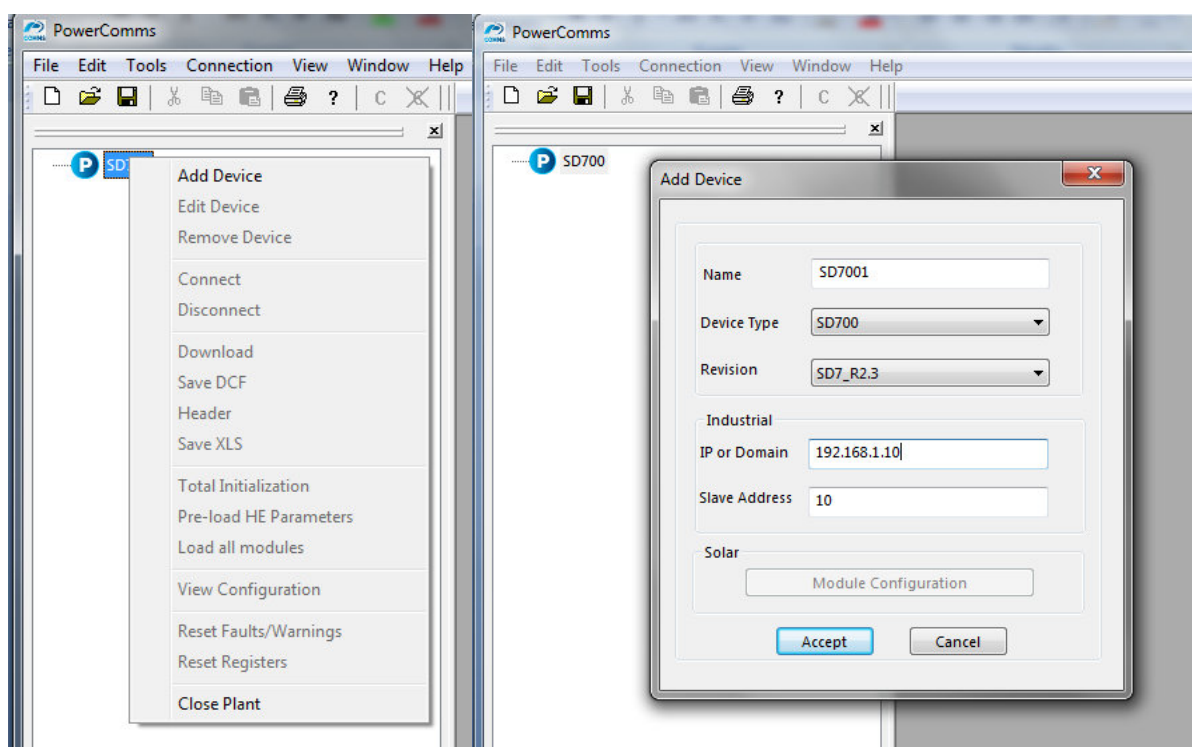 PowerComms
File Edit Tools Connection View Window Help
? C
SD7
Add Device
Edit Device
Remove Device
Connect
Disconnect
Download
Save DCF
Header
Save XLS
Total Initialization
Pre-load HE Parameters
Load all modules
View Configuration
Reset Faults/Warnings
Reset Registers
Close Plant
PowerComms
File Edit Tools Connection View Window Help
? C
P SD700
Add Device
Name SD7001
Device Type SD700
Revision SD7_R2.3
Industrial
IP or Domain 192.168.1.10
Slave Address 10
Solar
Module Configuration
Accept Cancel